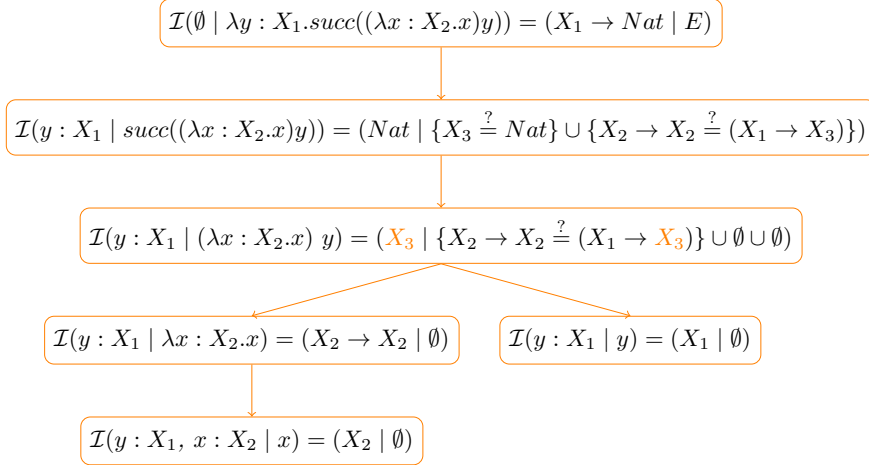 𝓘(∅ | λy : X₁.succ((λx : X₂.x)y)) = (X₁ → Nat | E)
𝓘(y : X₁ | succ((λx : X₂.x)y)) = (Nat | {X₃ ≟ Nat} ∪ {X₂ → X₂ ≟ (X₁ → X₃)})
𝓘(y : X₁ | (λx : X₂.x) y) = (X₃ | {X₂ → X₂ ≟ (X₁ → X₃)} ∪ ∅ ∪ ∅)
𝓘(y : X₁ | λx : X₂.x) = (X₂ → X₂ | ∅)
𝓘(y : X₁ | y) = (X₁ | ∅)
𝓘(y : X₁, x : X₂ | x) = (X₂ | ∅)